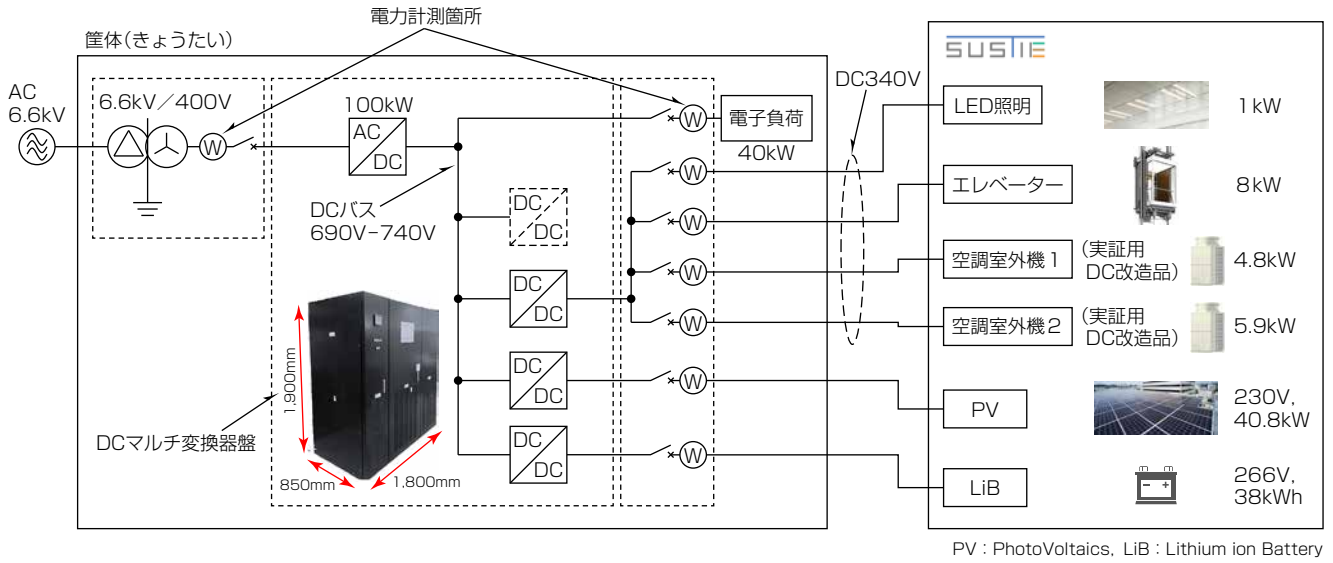 電力計測箇所
筐体(きょうたい)
AC
6.6kV
6.6kV/400V
W
100kW
AC
DC
DCバス
690V-740V
DC
DC
DC
DC
DC
DC
DC
DC
W
電子負荷
40kW
W
W
W
W
W
W
DC340V
1,900mm
850mm
1,800mm
DCマルチ変換器盤
SUSTIE
LED照明
1kW
エレベーター
8kW
空調室外機1
(実証用
DC改造品)
4.8kW
空調室外機2
(実証用
DC改造品)
5.9kW
PV
230V,
40.8kW
LiB
- +
266V,
38kWh
PV:PhotoVoltaics, LiB:Lithium ion Battery